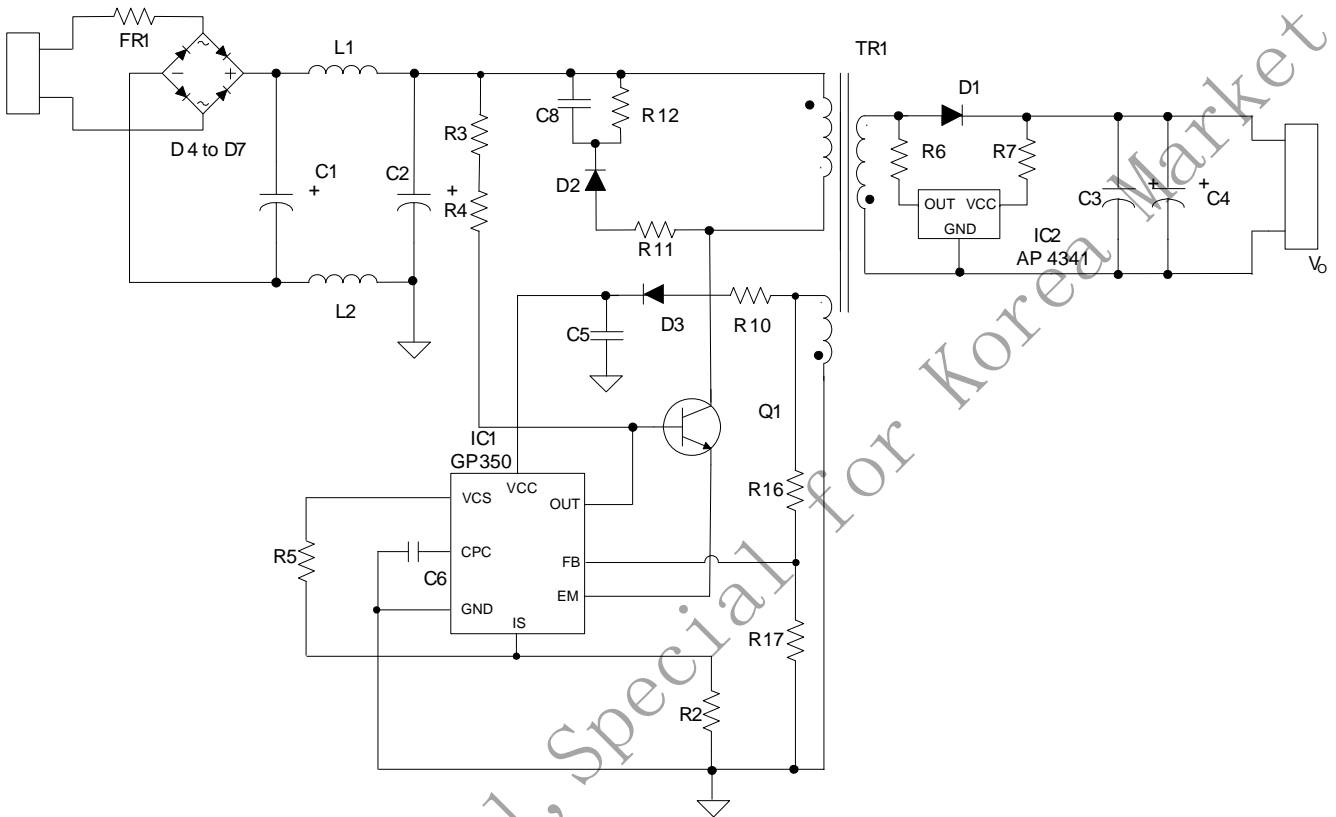 FR1
L1
TR1
D1
C8
R12
R3
R6
R7
D4 to D7
C1
+
C2
+
D2
R4
OUT
VCC
GND
C3
+
+
C4
R11
IC2
AP 4341
VO
L2
C5
D3
R10
Q1
IC1
GP350
VCC
VCS
OUT
R16
R5
CPC
C6
FB
EM
GND
IS
R17
R2
l, Special for Korea Market